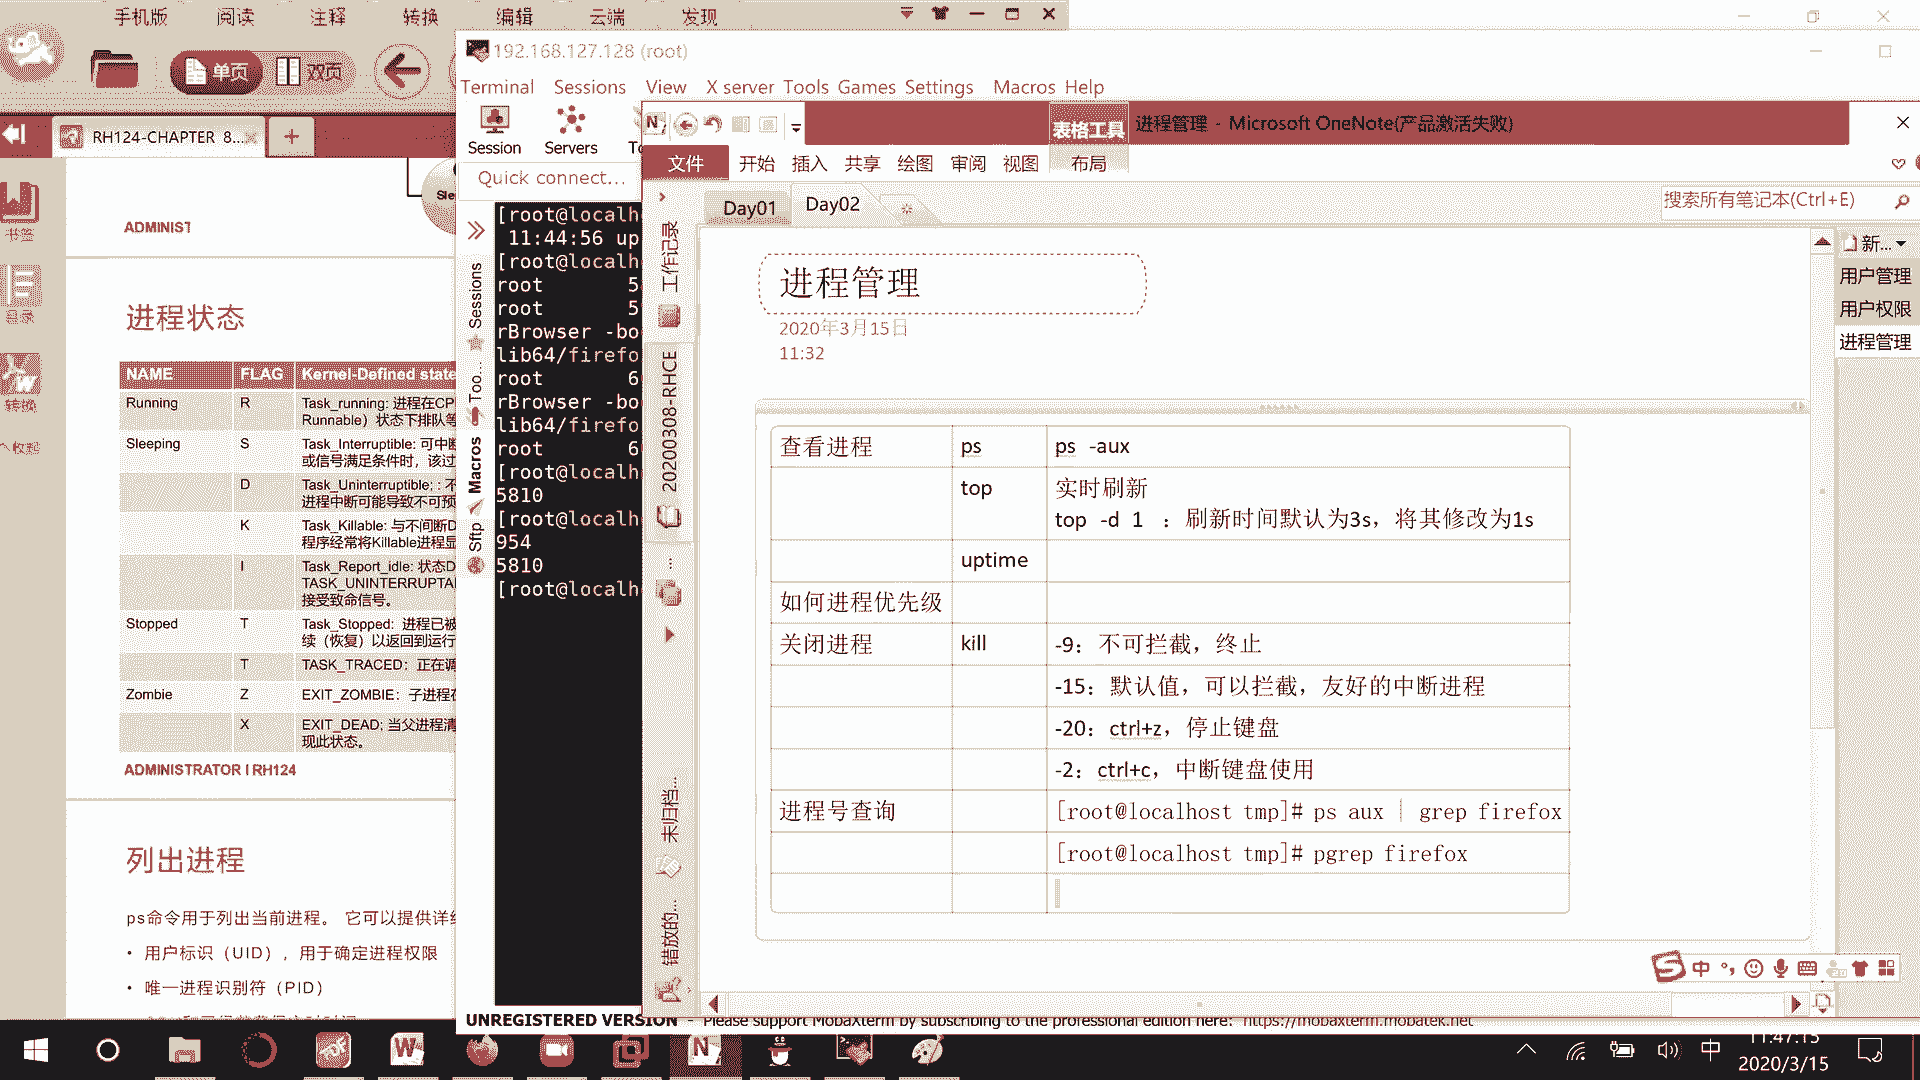 手机版 阅读 注释 转换 编辑 云端 发现
单页 双页
RH124-CHAPTER 8...
书签
目录
转换
收起
ADMINIST
Sle
进程状态
NAME FLAG Kernel-Defined state
Running R Task_running: 进程在CP
Runnable）状态下排队等
Sleeping S Task_Interruptible: 可中断
或信号满足条件时，该过
D Task_Uninterruptible; : 不
进程中断可能导致不可预
K Task_Killable: 与不间断D
程序经常将Killable进程显
I Task_Report_idle: 状态D
TASK_UNINTERRUPTA
接受致命信号。
Stopped T Task_Stopped: 进程已被
续（恢复）以返回到运行
T TASK_TRACED：正在调
Zombie Z EXIT_ZOMBIE：子进程在
X EXIT_DEAD; 当父进程清
现此状态。
ADMINISTRATOR I RH124
列出进程
ps命令用于列出当前进程。 它可以提供详细
• 用户标识（UID），用于确定进程权限
• 唯一进程识别符（PID）
192.168.127.128 (root)
Terminal Sessions View X server Tools Games Settings Macros Help
Session Servers To
Quick connect...
Sessions
Too...
Macros
Sftp
[root@localh
11:44:56 up
[root@localh
root 5
root 5
rBrowser -bo
lib64/firefo
root 6
rBrowser -bo
lib64/firefo
root 6
[root@localh
5810
[root@localh
954
5810
[root@localh
UNREGISTERED VERSION - Please support MobaXterm by subscribing to the professional edition here: https://mobaxterm.mobatek.net
表格工具 进程管理 - Microsoft OneNote(产品激活失败)
文件 开始 插入 共享 绘图 审阅 视图 布局
Day01 Day02
搜索所有笔记本(Ctrl+E)
工作记录
20200308-RHCE
...
未归档...
错放的...
新...
用户管理
用户权限
进程管理
进程管理
2020年3月15日
11:32
查看进程 ps ps -aux
top 实时刷新
top -d 1 ：刷新时间默认为3s，将其修改为1s
uptime
如何进程优先级
关闭进程 kill -9：不可拦截，终止
-15：默认值，可以拦截，友好的中断进程
-20：ctrl+z，停止键盘
-2：ctrl+c，中断键盘使用
进程号查询 [root@localhost tmp]# ps aux | grep firefox
[root@localhost tmp]# pgrep firefox
中
中
11:47:15
2020/3/15